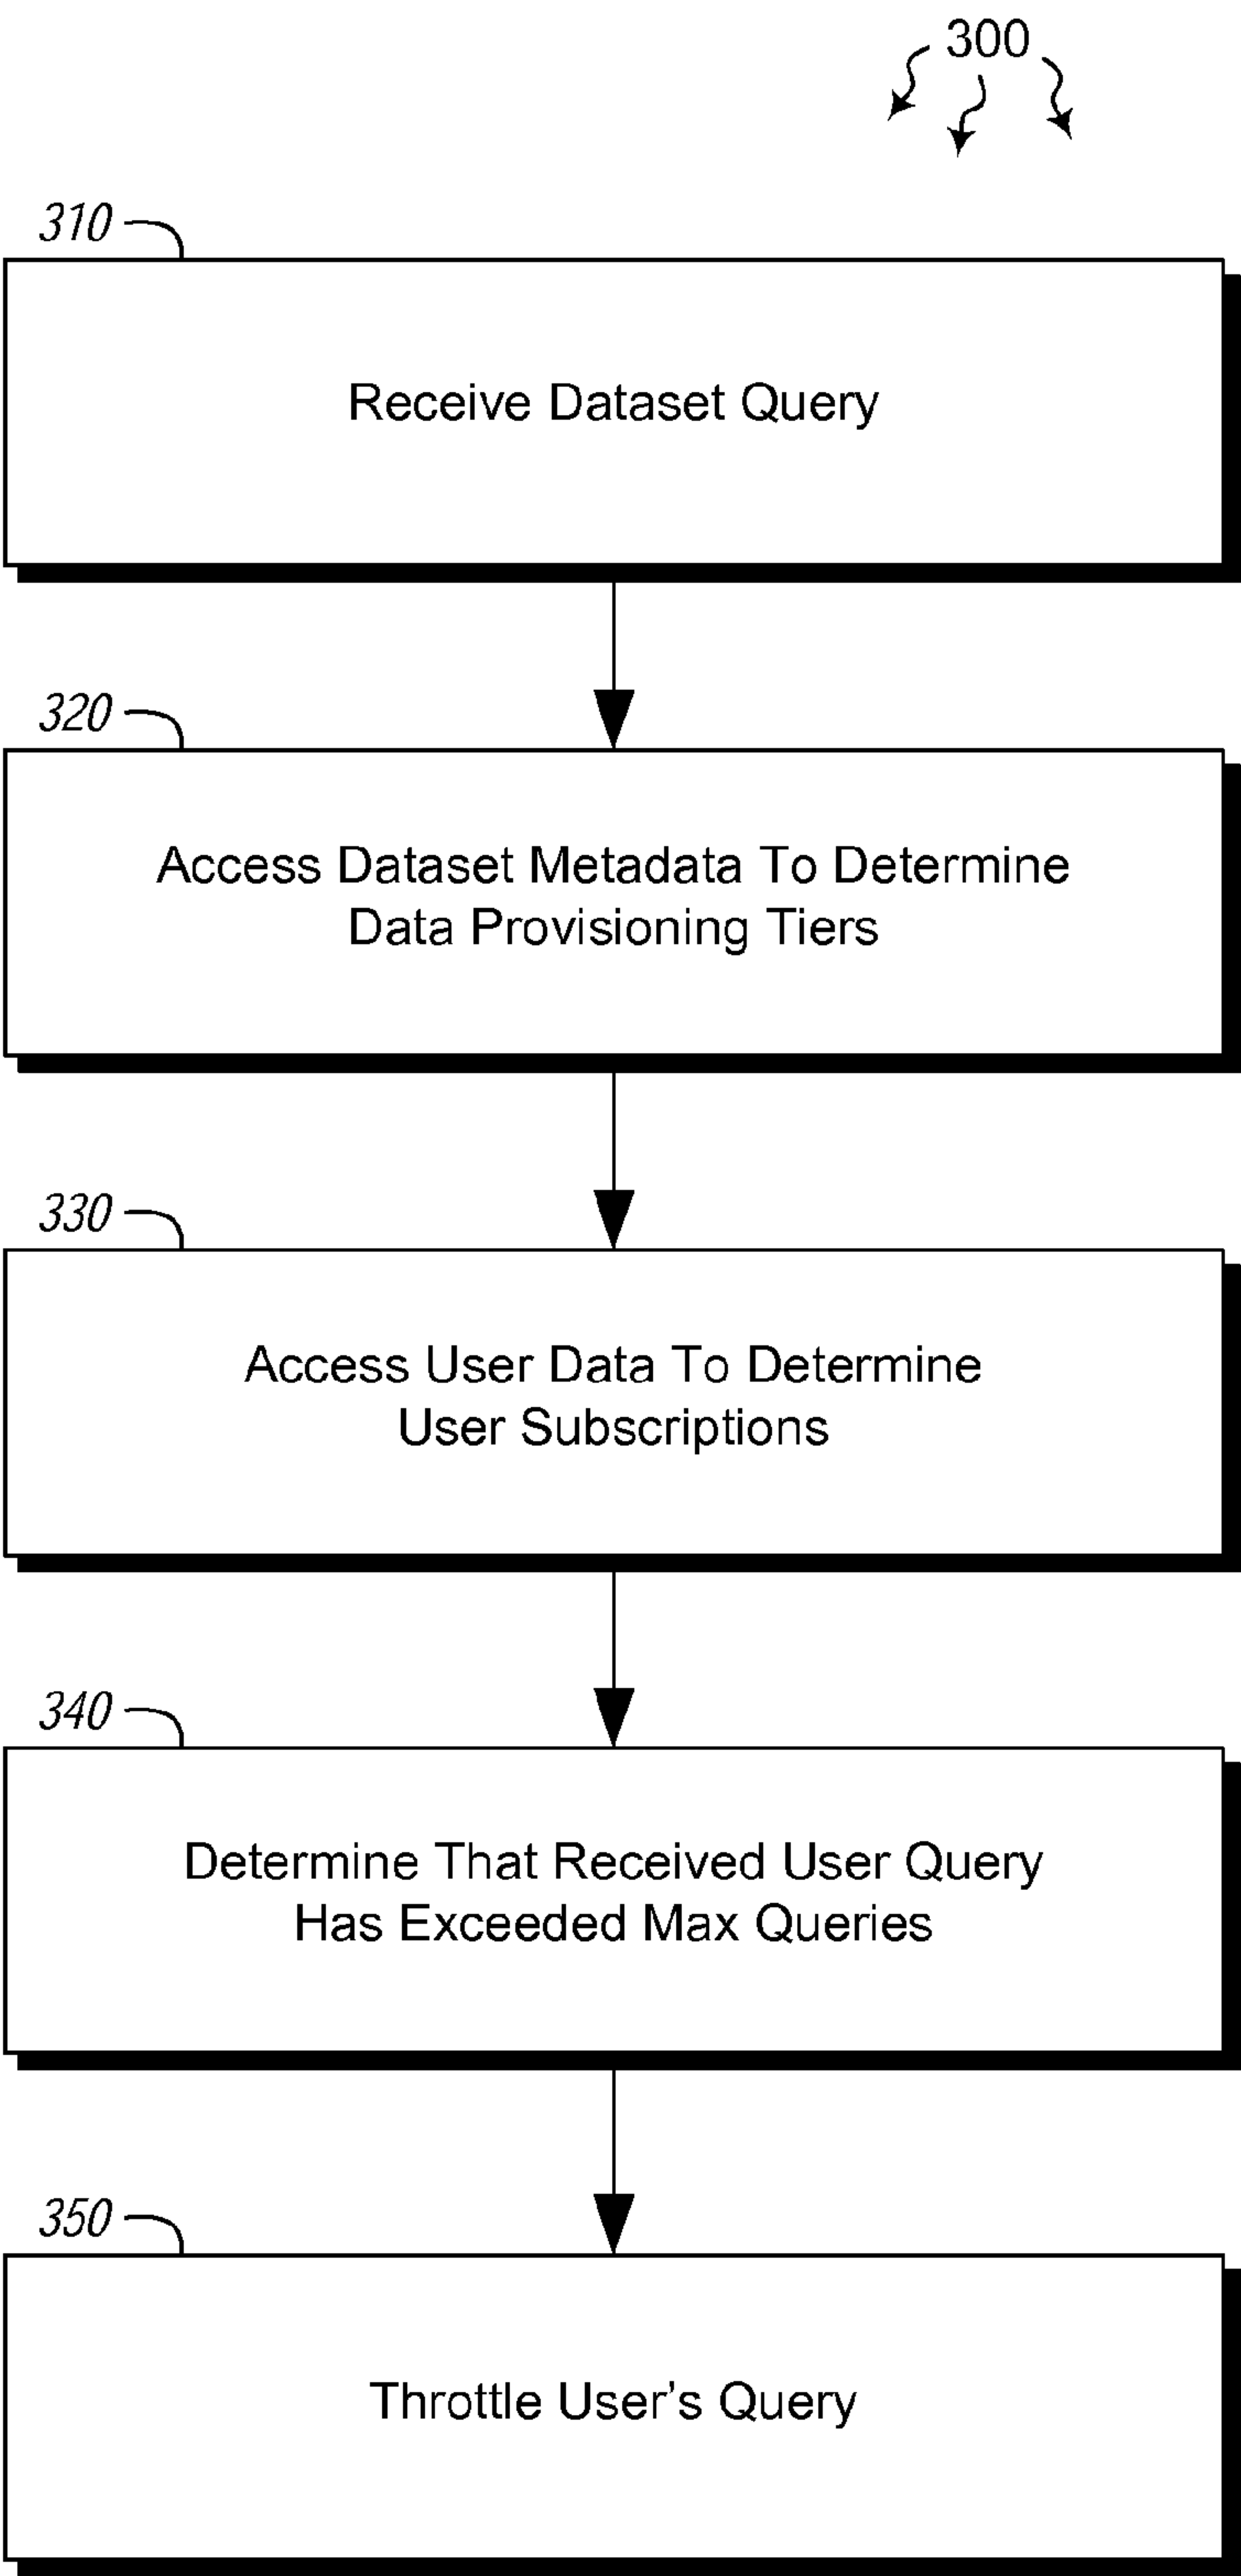 300
310
Receive Dataset Query
320
Access Dataset Metadata To Determine
Data Provisioning Tiers
330
Access User Data To Determine
User Subscriptions
340
Determine That Received User Query
Has Exceeded Max Queries
350
Throttle User's Query